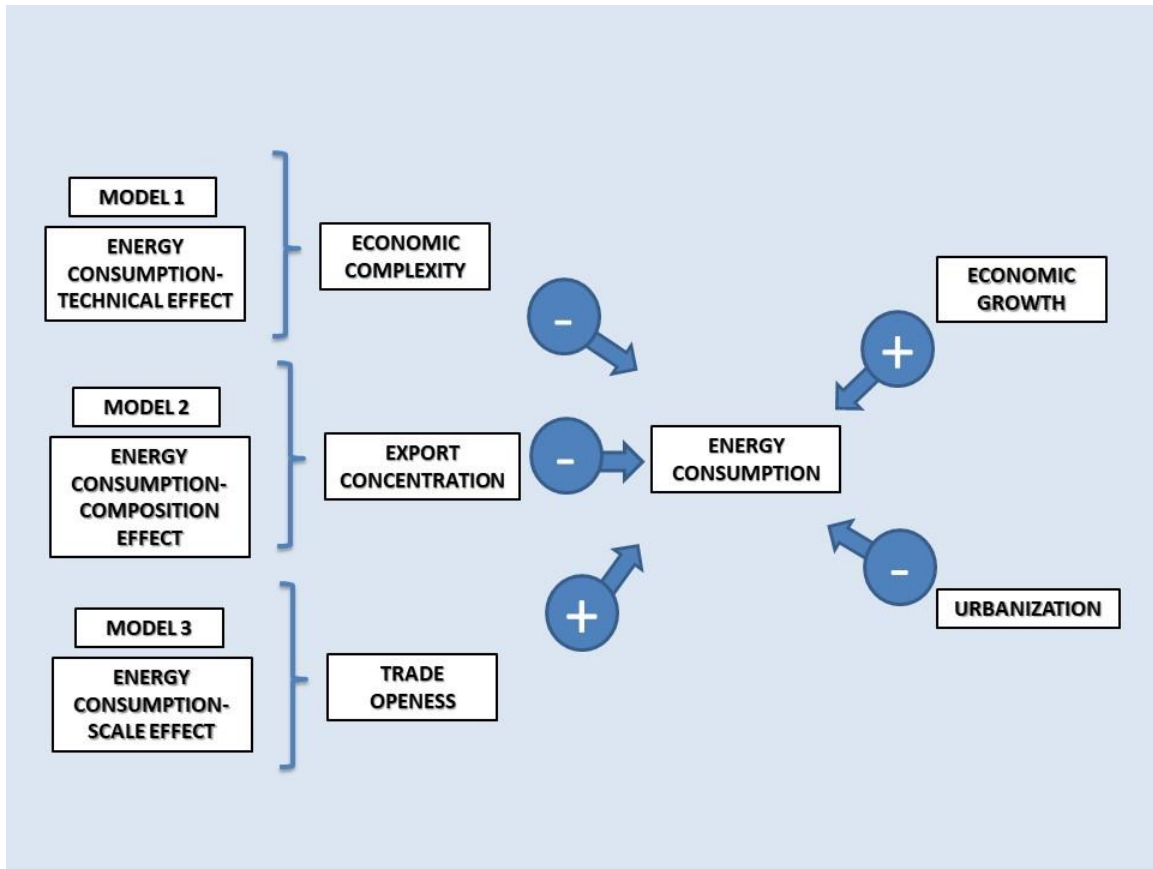 MODEL 1
ENERGY
CONSUMPTION-
TECHNICAL EFFECT
ECONOMIC
COMPLEXITY
-
ECONOMIC
GROWTH
+
MODEL 2
ENERGY
CONSUMPTION-
COMPOSITION
EFFECT
EXPORT
CONCENTRATION
-
ENERGY
CONSUMPTION
MODEL 3
ENERGY
CONSUMPTION-
SCALE EFFECT
TRADE
OPENESS
+
-
URBANIZATION